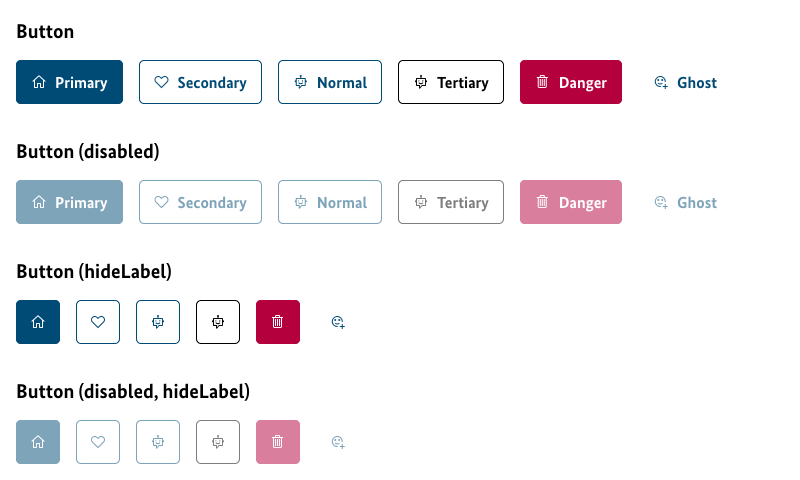 Button
Primary Secondary Normal Tertiary Danger Ghost
Button (disabled)
Primary Secondary Normal Tertiary Danger Ghost
Button (hideLabel)
Button (disabled, hideLabel)